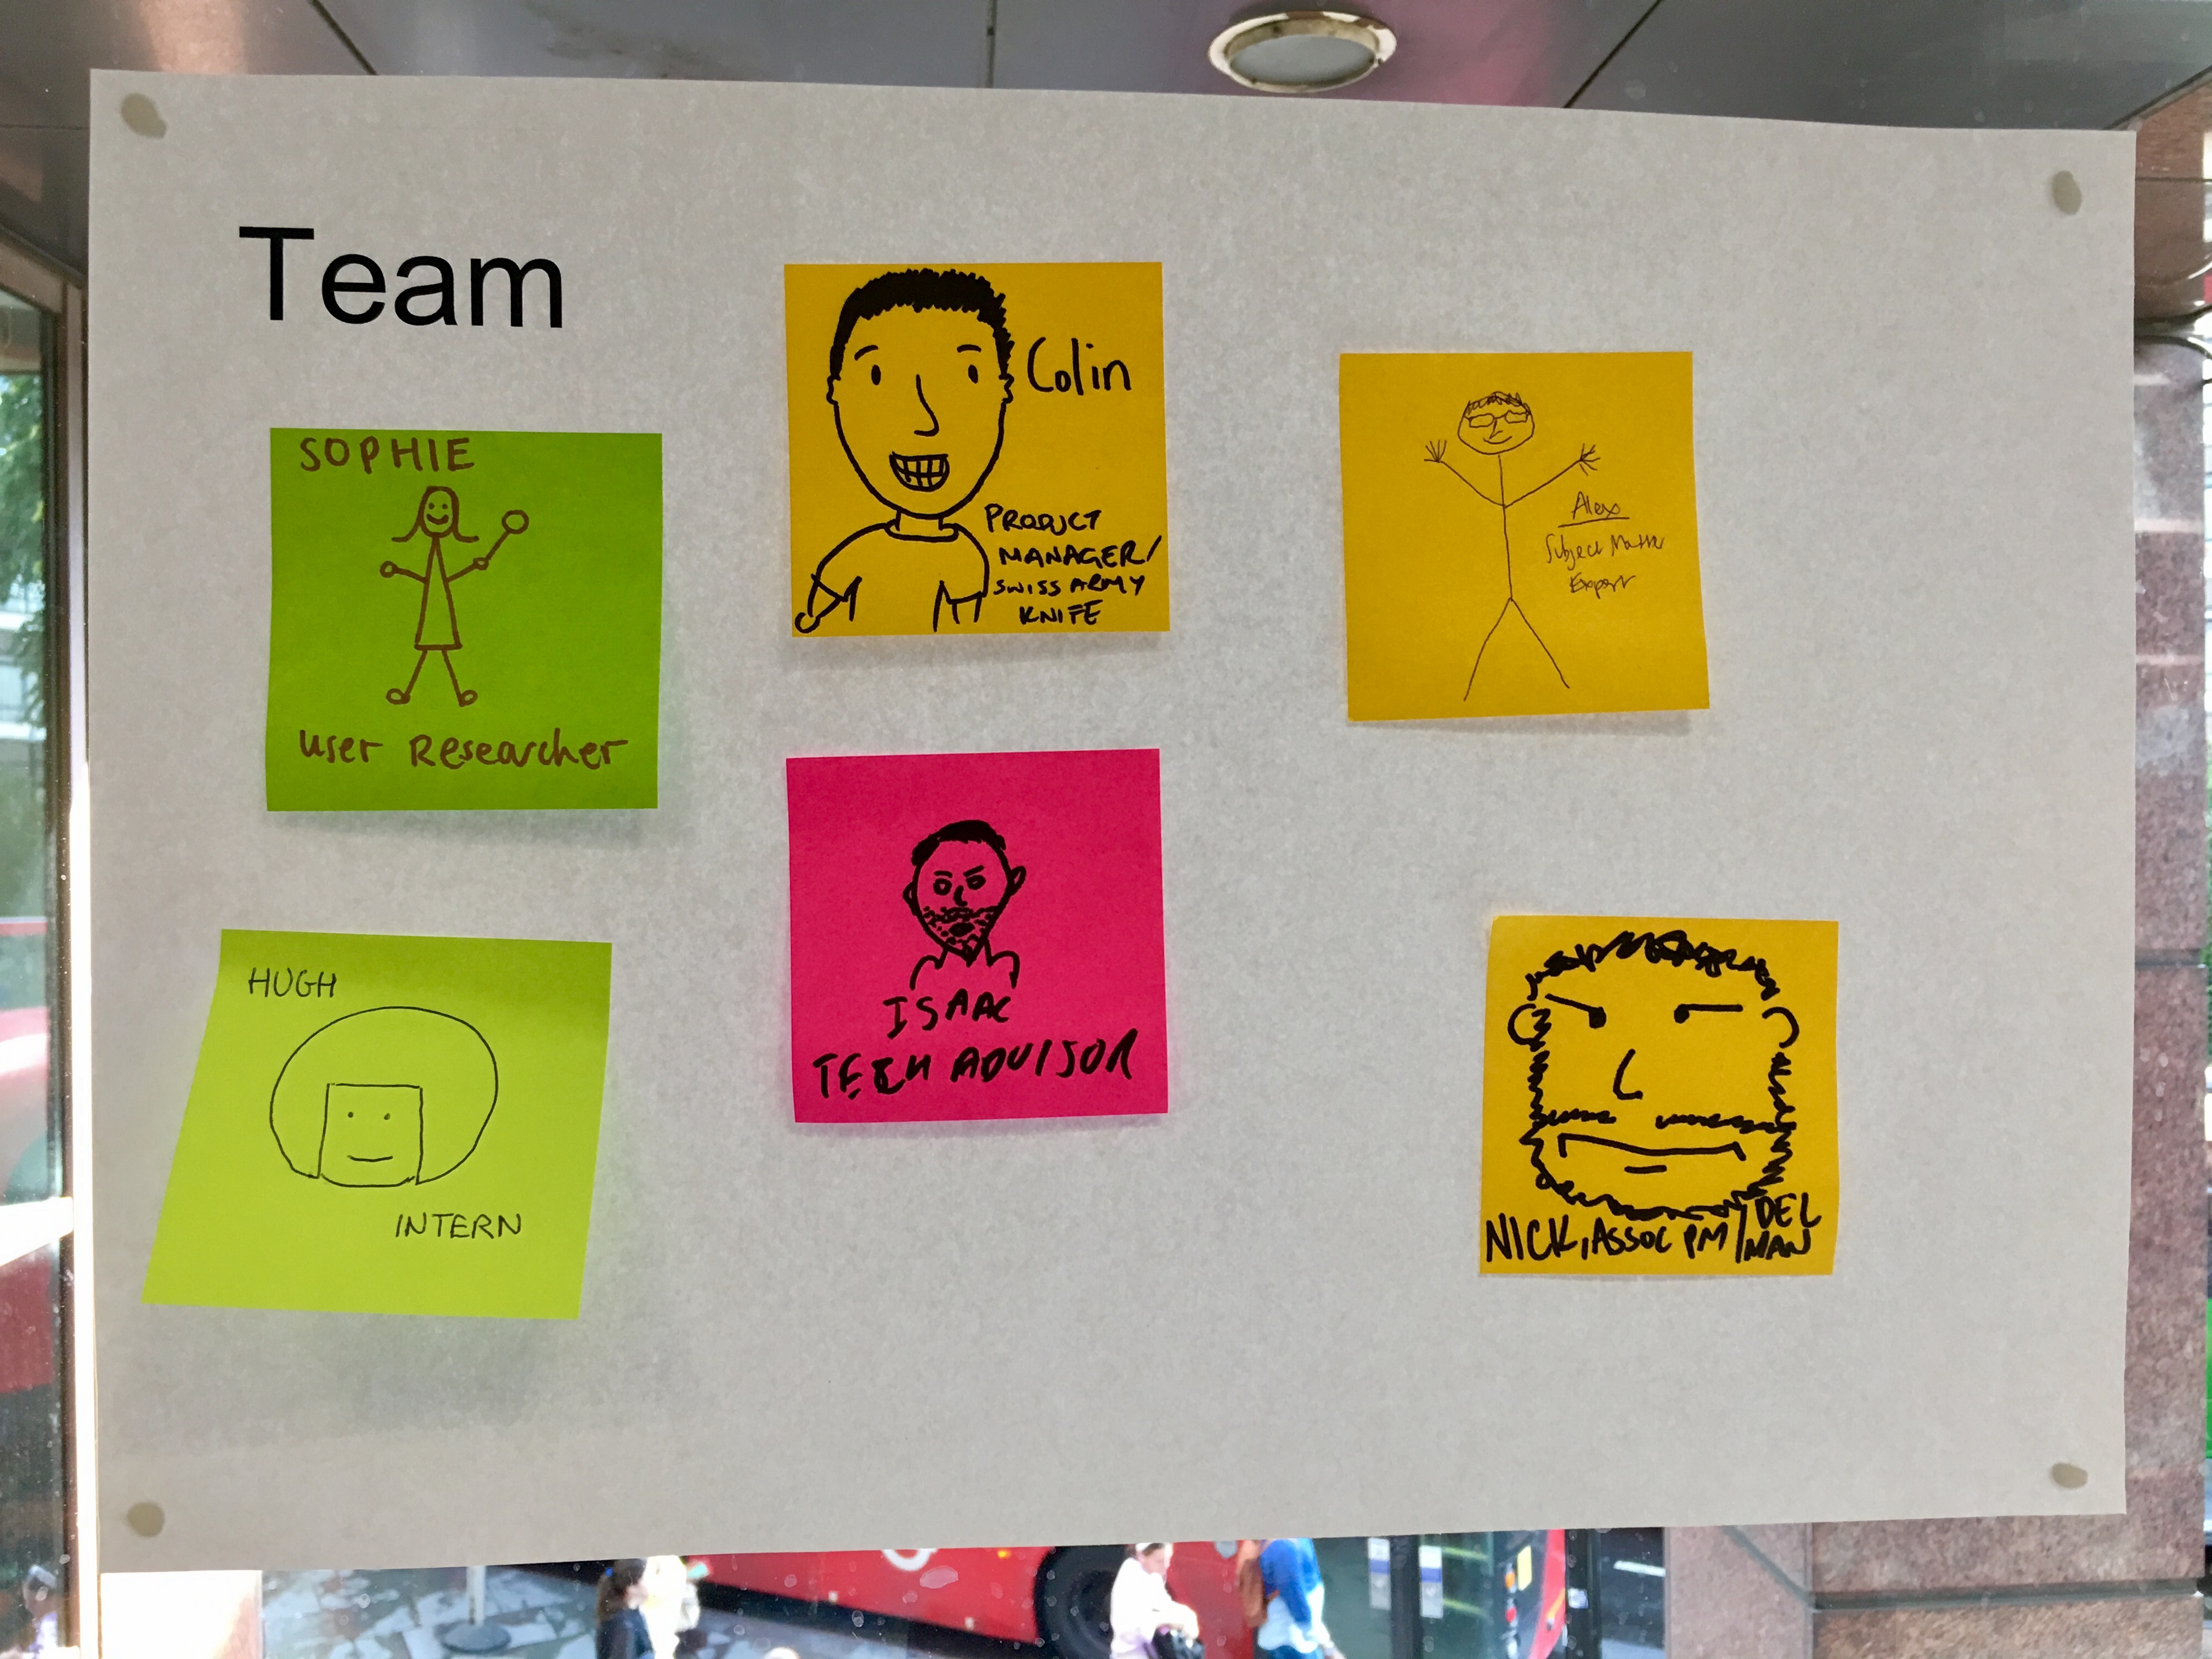 Team
SOPHIE
User Researcher
Colin
PRODUCT
MANAGER/
SWISS ARMY
KNIFE
Alex
Subject Matter
Expert
HUGH
INTERN
ISAAC
TECH ADVISOR
NICK, ASSOC PM/DEL
MAN